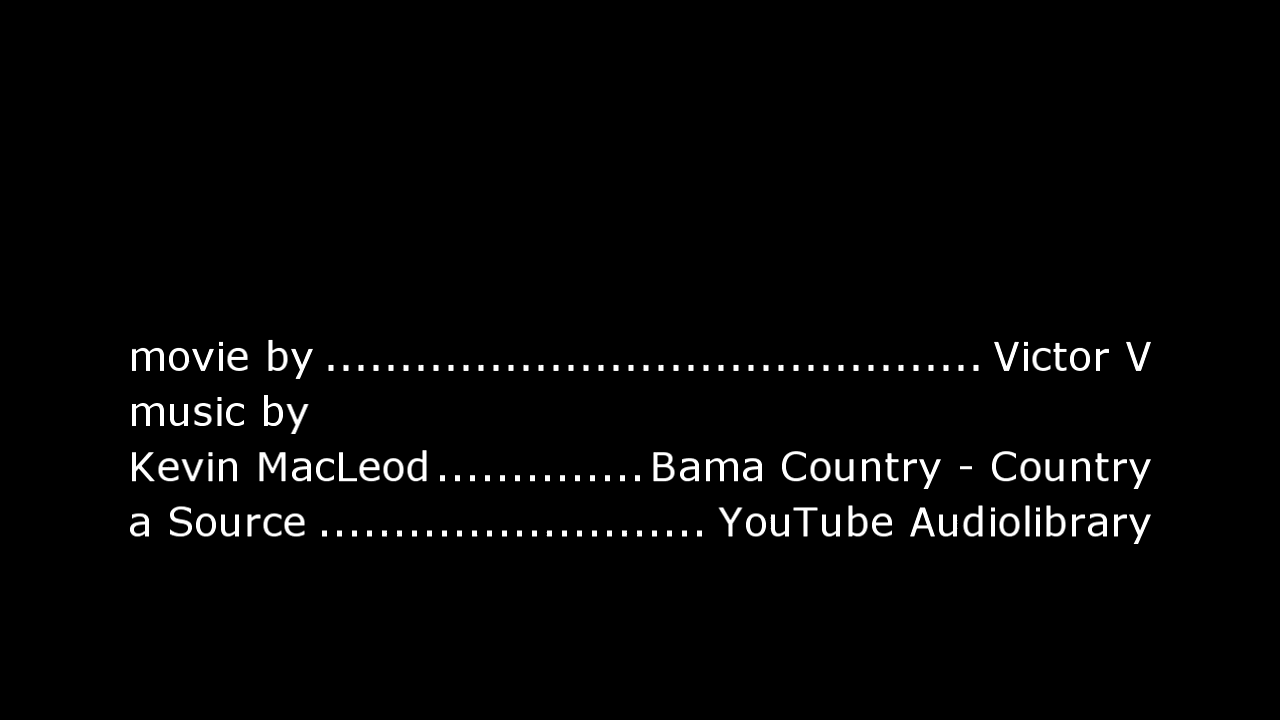 movie by ............................................ Victor V
music by
Kevin MacLeod .............. Bama Country - Country
a Source .......................... YouTube Audiolibrary